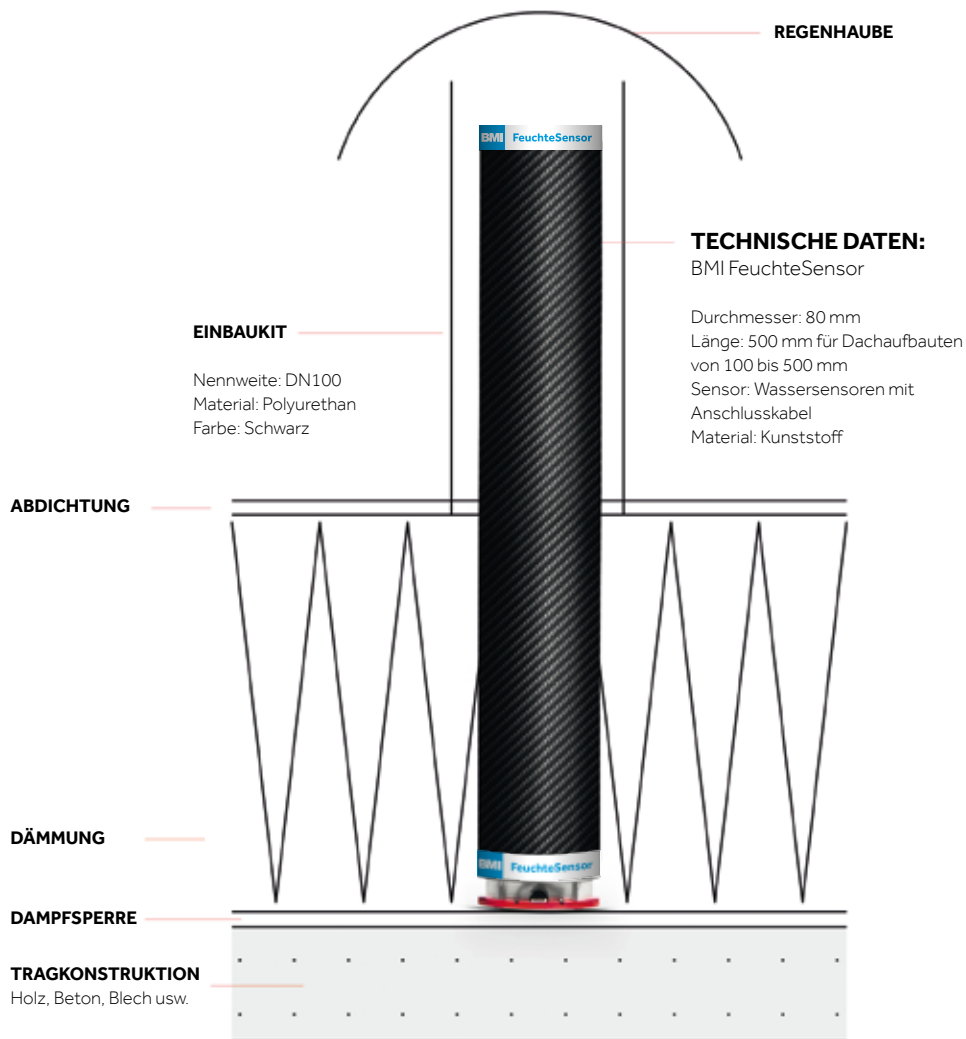 REGENHAUBE
BMI FeuchteSensor
TECHNISCHE DATEN:
BMI FeuchteSensor
Durchmesser: 80 mm
Länge: 500 mm für Dachaufbauten
von 100 bis 500 mm
Sensor: Wassersensoren mit
Anschlusskabel
Material: Kunststoff
EINBAUKIT
Nennweite: DN100
Material: Polyurethan
Farbe: Schwarz
ABDICHTUNG
DÄMMUNG
BMI FeuchteSensor
DAMPFSPERRE
TRAGKONSTRUKTION
Holz, Beton, Blech usw.